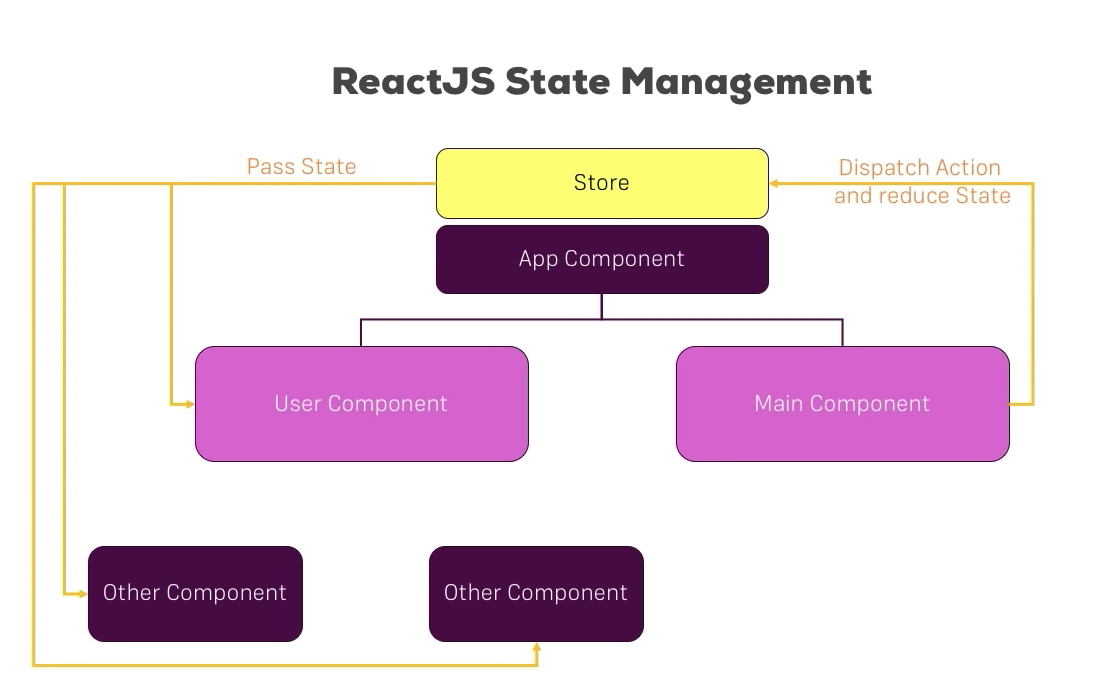 ReactJS State Management
Pass State
Store
Dispatch Action
and reduce State
App Component
User Component
Main Component
Other Component
Other Component